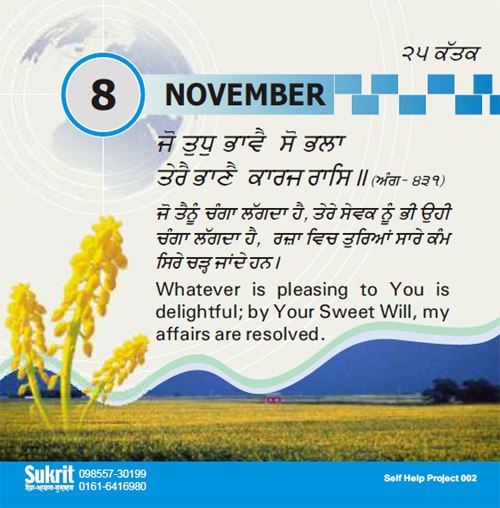 ੨੫ ਕੱਤਕ
8 NOVEMBER
ਜੋ ਤੁਧੁ ਭਾਵੈ ਸੋ ਭਲਾ
ਤੇਰੈ ਭਾਣੈ ਕਾਰਜ ਰਾਸਿ॥ (ਅੰਗ - ੪੩੧)
ਜੋ ਤੈਨੂੰ ਚੰਗਾ ਲੱਗਦਾ ਹੈ, ਤੇਰੇ ਸੇਵਕ ਨੂੰ ਭੀ ਉਹੀ
ਚੰਗਾ ਲੱਗਦਾ ਹੈ, ਰਜ਼ਾ ਵਿਚ ਤੁਰਿਆਂ ਸਾਰੇ ਕੰਮ
ਸਿਰੇ ਚੜ੍ਹ ਜਾਂਦੇ ਹਨ।
Whatever is pleasing to You is
delightful; by Your Sweet Will, my
affairs are resolved.
Sukrit 098557-30199
0161-6416980
Self Help Project 002